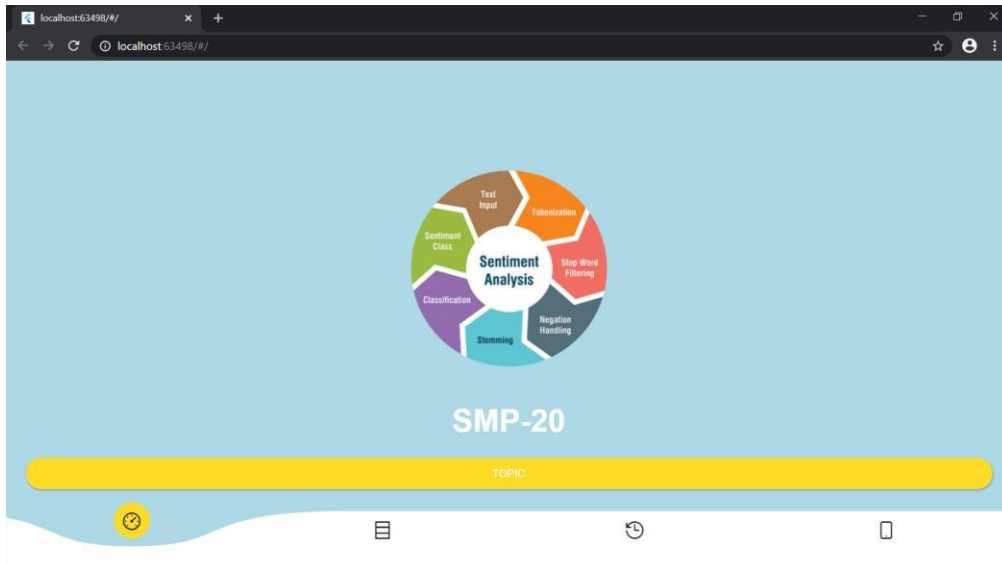 localhost:63498/#/
localhost:63498/#/
Text
Input
Tokenization
Sentiment
Class
Sentiment
Analysis
Stop Word
Filtering
Classification
Negation
Handling
Stemming
SMP-20
TOPIC